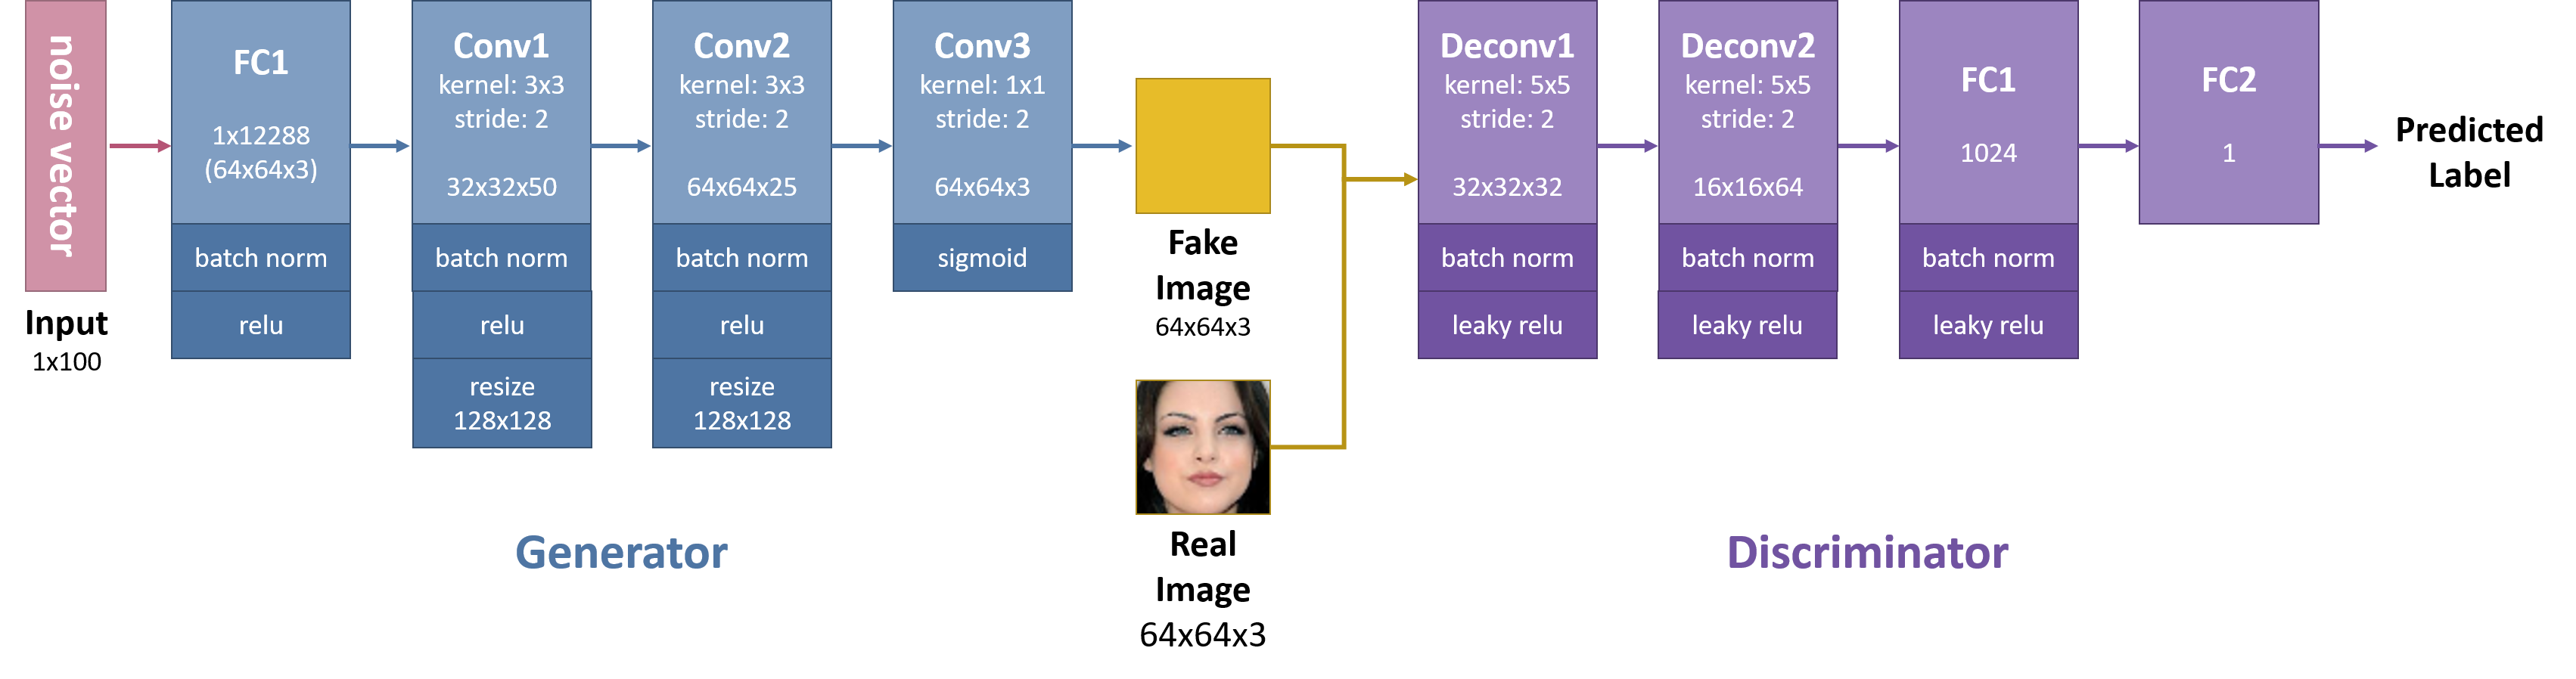 noise vector
Input
1x100
FC1
1x12288
(64x64x3)
batch norm
relu
Conv1
kernel: 3x3
stride: 2
32x32x50
batch norm
relu
resize
128x128
Conv2
kernel: 3x3
stride: 2
64x64x25
batch norm
relu
resize
128x128
Conv3
kernel: 1x1
stride: 2
64x64x3
sigmoid
Generator
Fake
Image
64x64x3
Real
Image
64x64x3
Deconv1
kernel: 5x5
stride: 2
32x32x32
batch norm
leaky relu
Deconv2
kernel: 5x5
stride: 2
16x16x64
batch norm
leaky relu
FC1
1024
batch norm
leaky relu
FC2
1
Predicted
Label
Discriminator